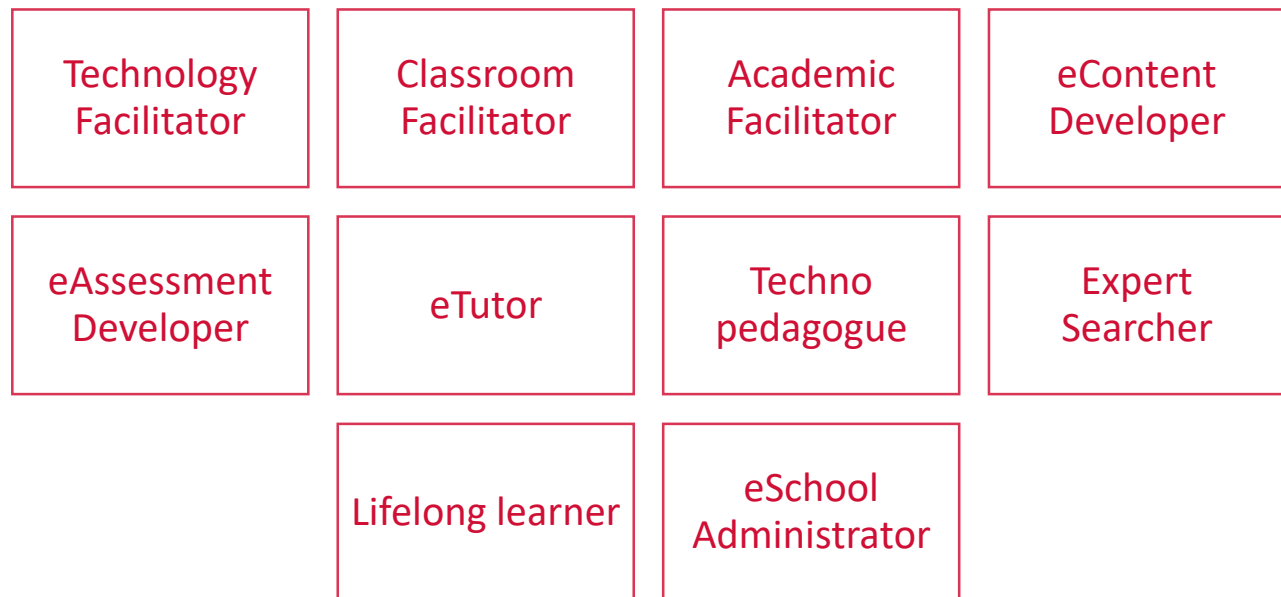 Technology
Facilitator
Classroom
Facilitator
Academic
Facilitator
eContent
Developer
eAssessment
Developer
eTutor
Techno
pedagogue
Expert
Searcher
Lifelong learner
eSchool
Administrator